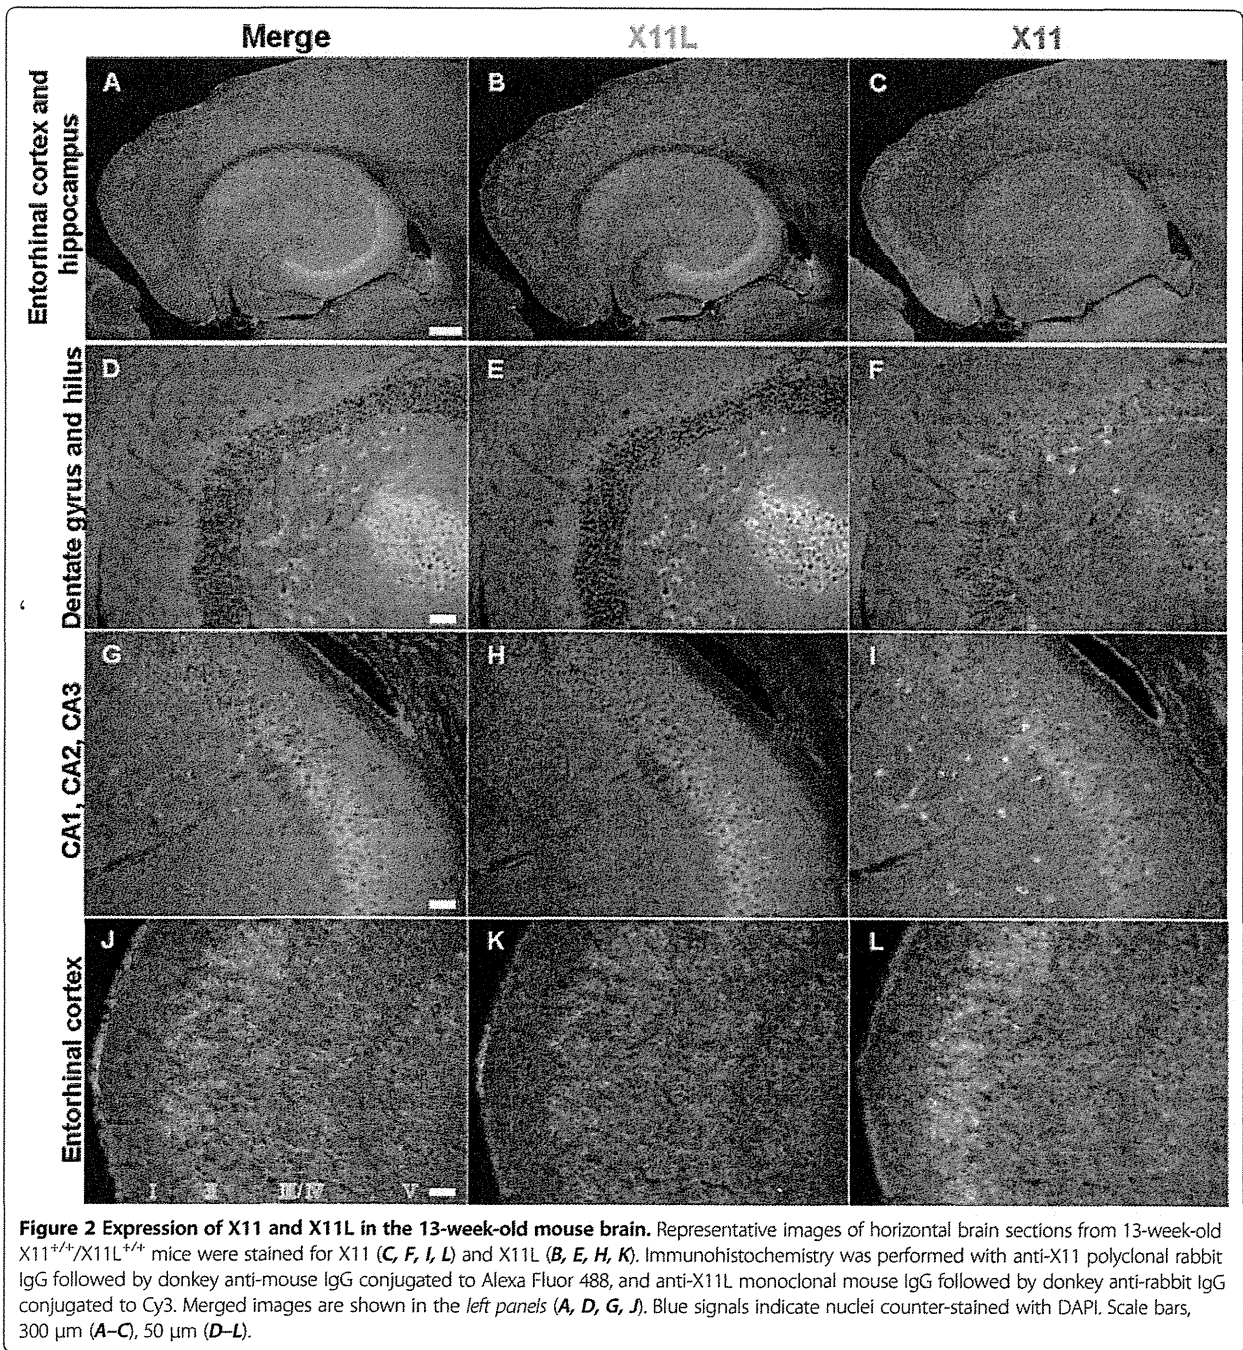 Merge X11L X11
Entorhinal cortex and
hippocampus
A B C
Dentate gyrus and hilus
D E F
CA1, CA2, CA3
G H I
Entorhinal cortex
J K L
I II III/IV V
Figure 2 Expression of X11 and X11L in the 13-week-old mouse brain. Representative images of horizontal brain sections from 13-week-old
X11+/+/X11L+/+ mice were stained for X11 (C, F, I, L) and X11L (B, E, H, K). Immunohistochemistry was performed with anti-X11 polyclonal rabbit
IgG followed by donkey anti-mouse IgG conjugated to Alexa Fluor 488, and anti-X11L monoclonal mouse IgG followed by donkey anti-rabbit IgG
conjugated to Cy3. Merged images are shown in the left panels (A, D, G, J). Blue signals indicate nuclei counter-stained with DAPI. Scale bars,
300 μm (A–C), 50 μm (D–L).